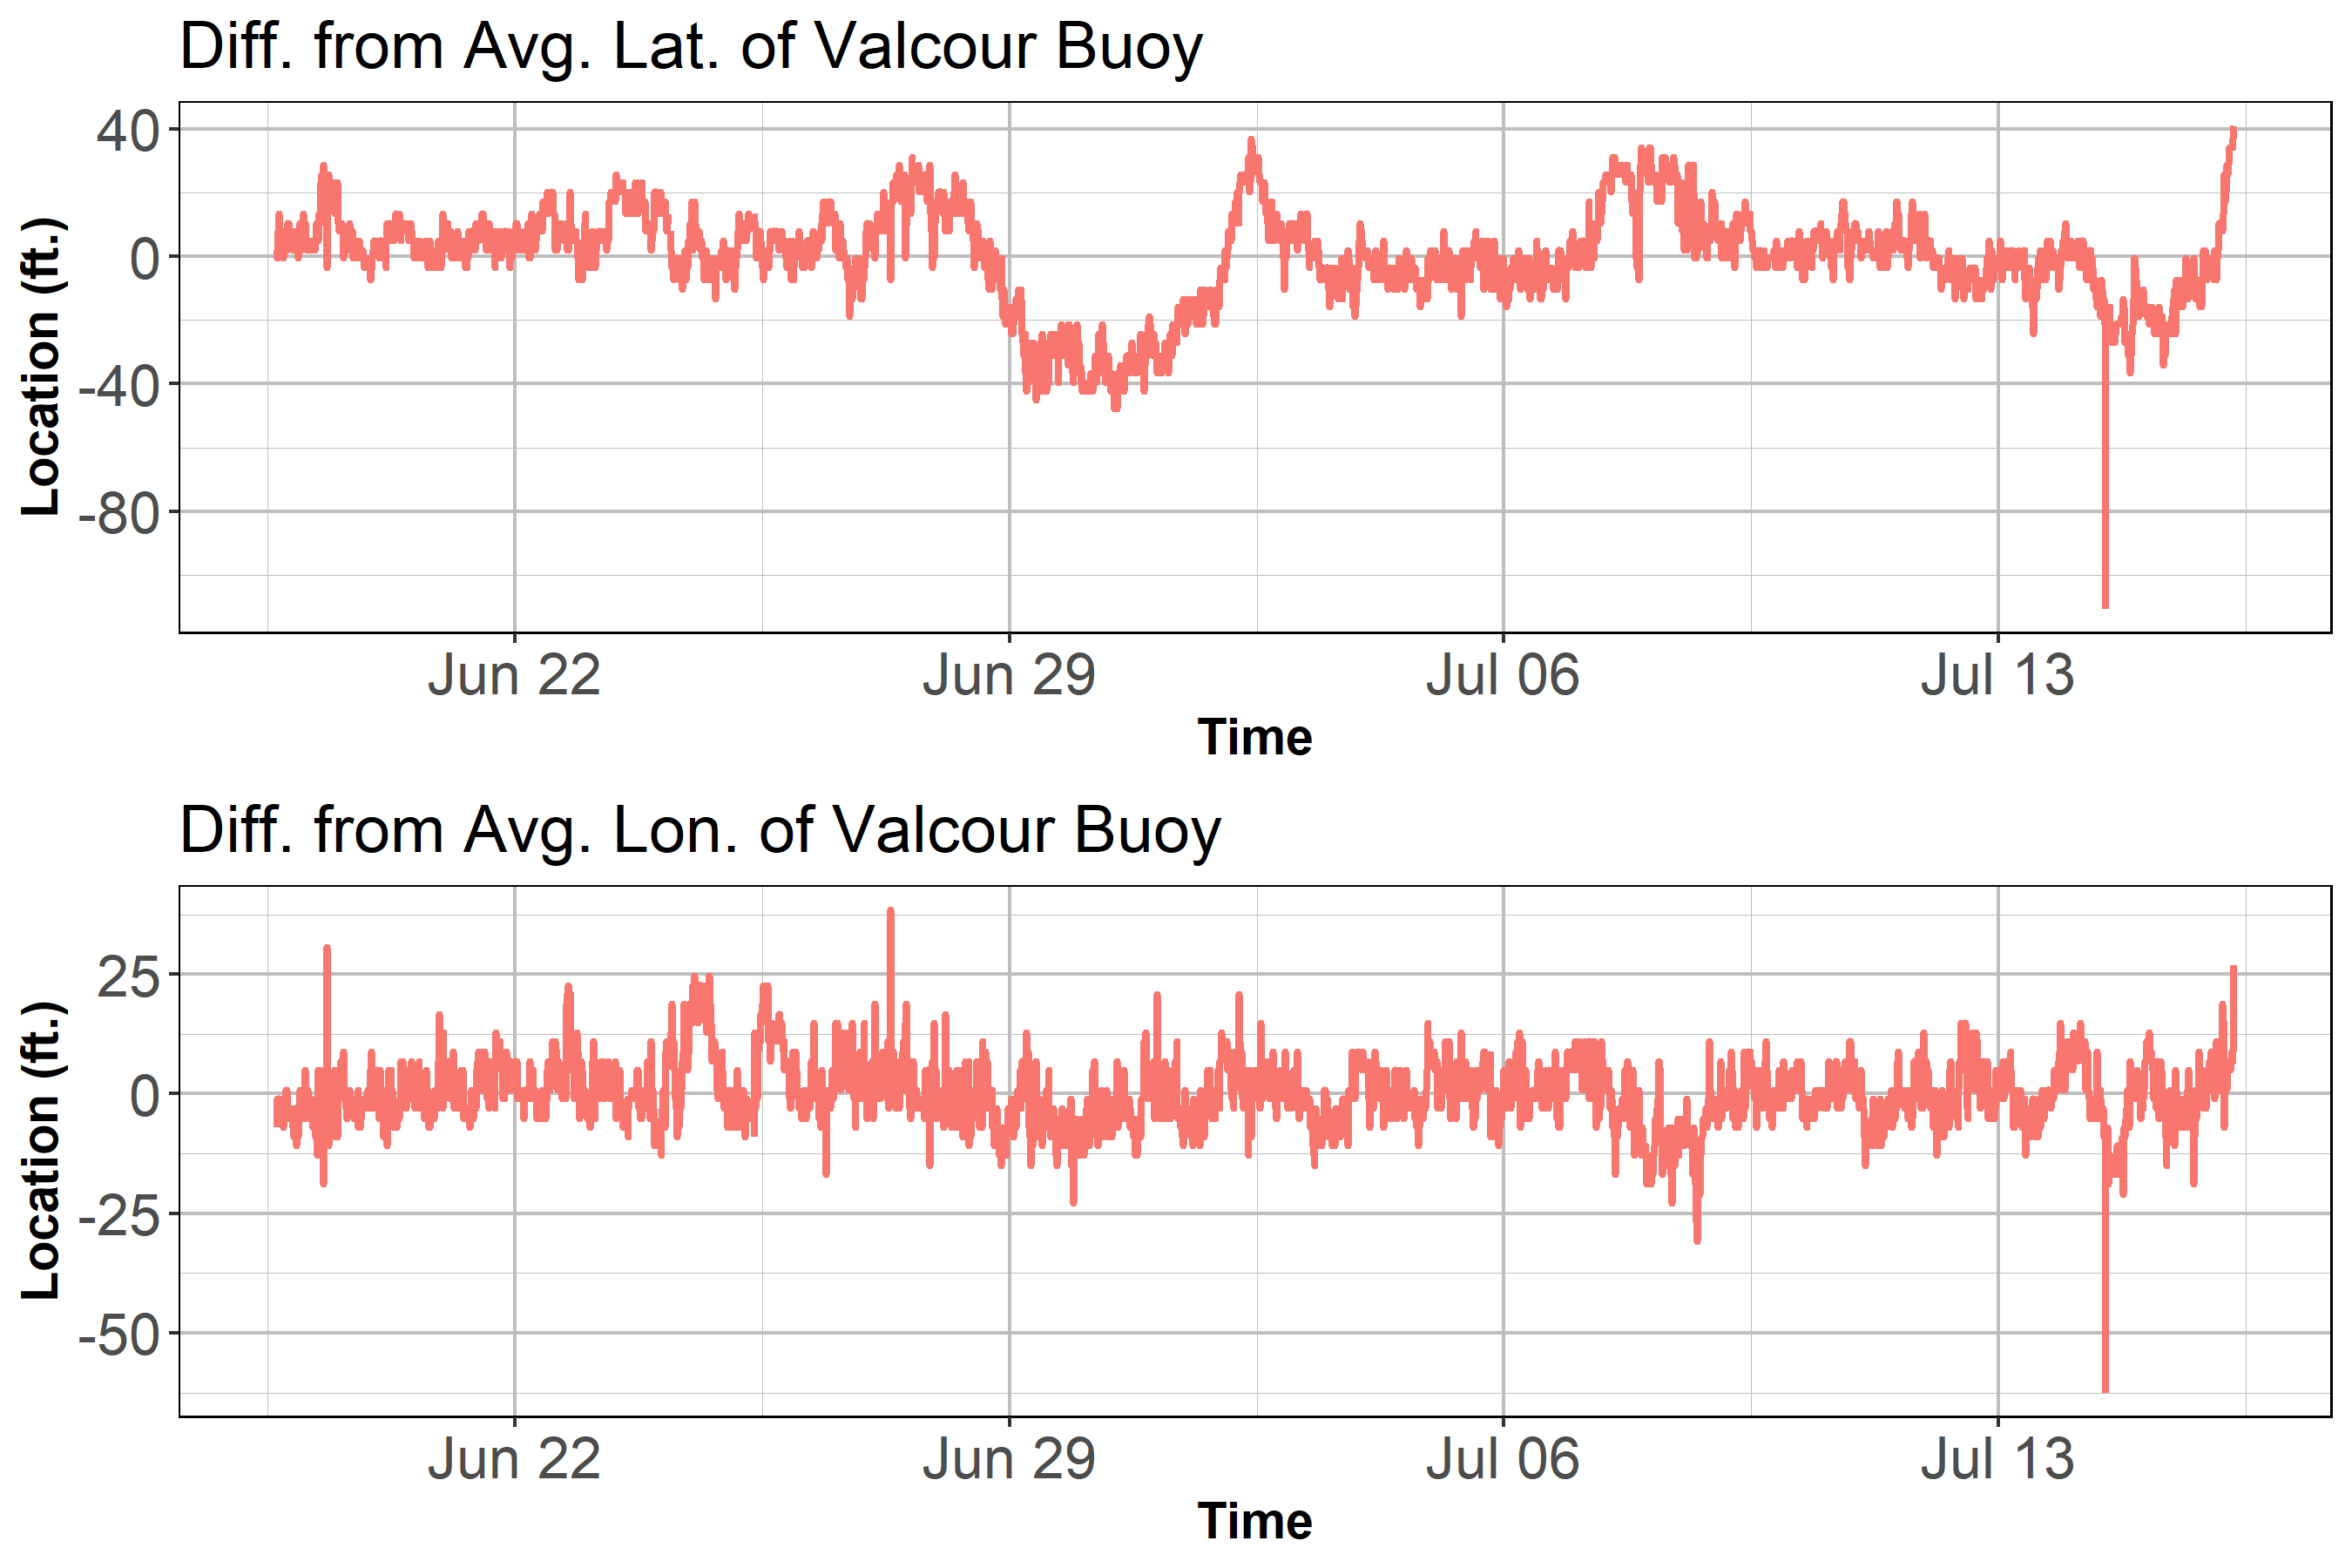 Diff. from Avg. Lat. of Valcour Buoy
Location (ft.)
40
0
-40
-80
Jun 22
Jun 29
Jul 06
Jul 13
Time
Diff. from Avg. Lon. of Valcour Buoy
Location (ft.)
25
0
-25
-50
Jun 22
Jun 29
Jul 06
Jul 13
Time